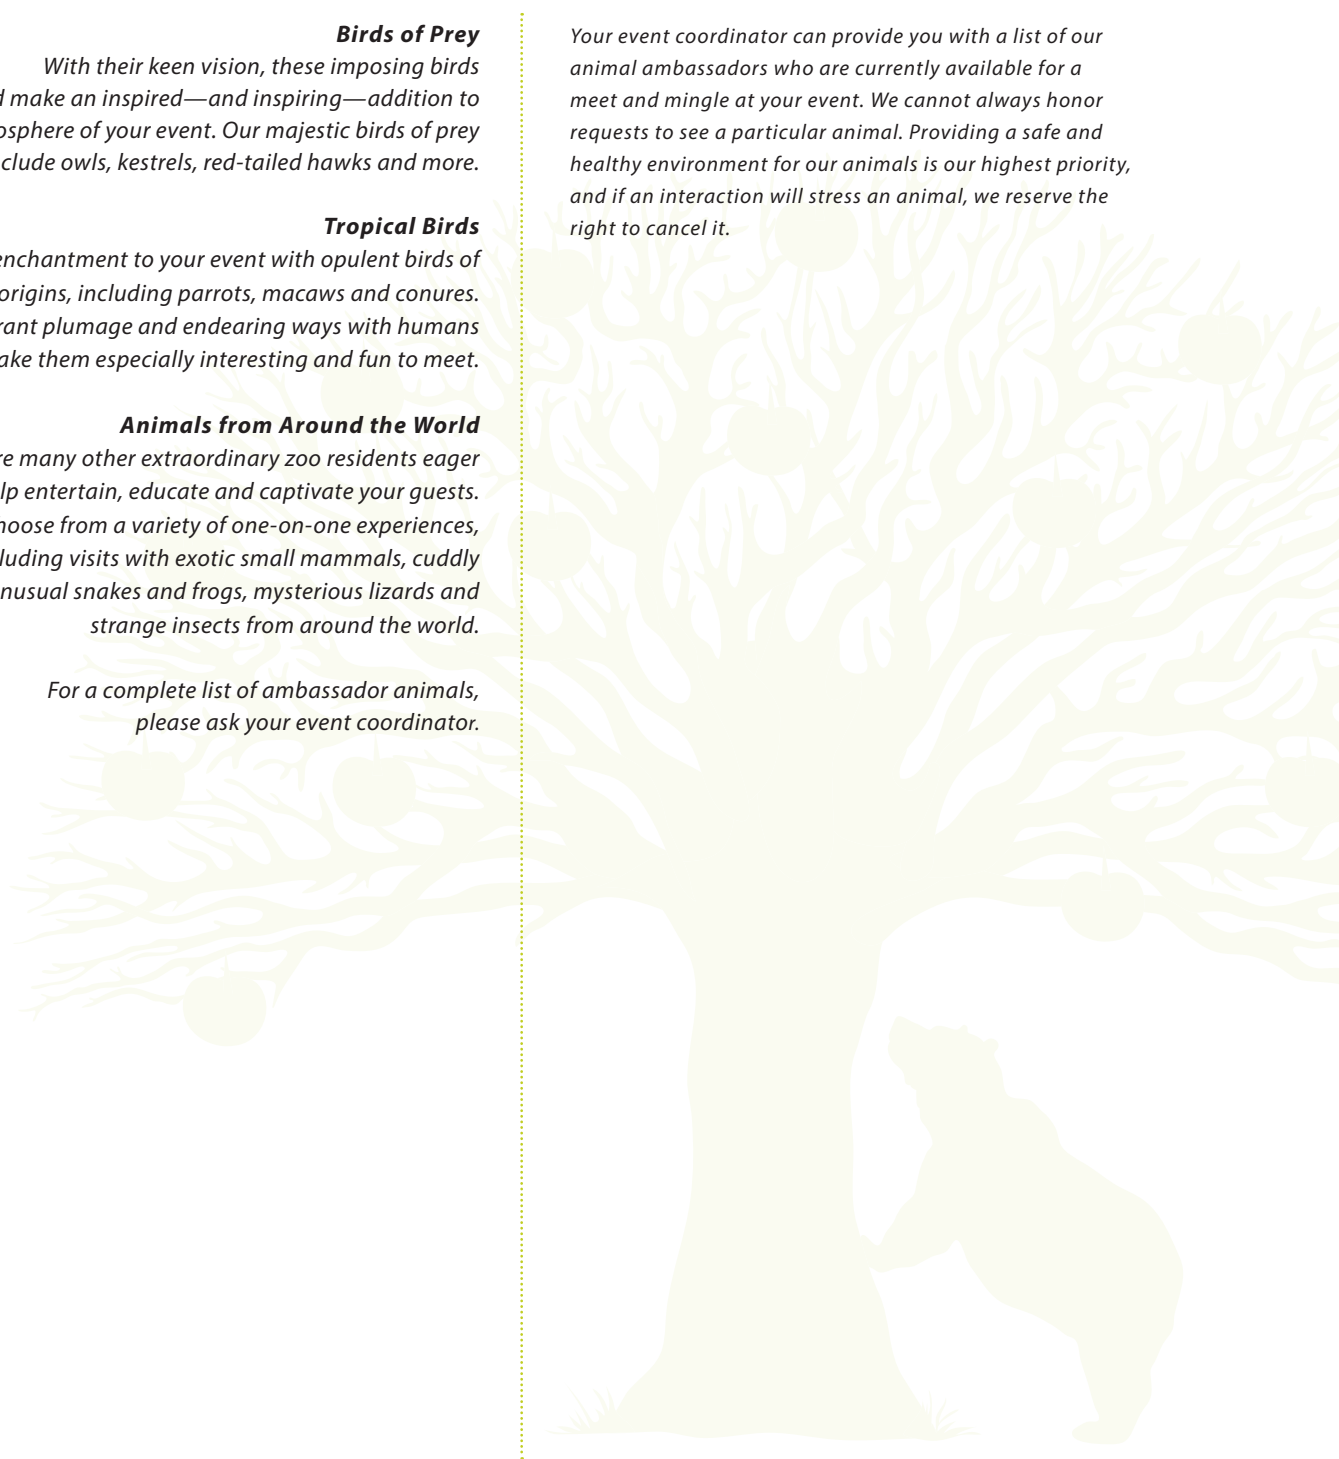 Birds of Prey
With their keen vision, these imposing birds
make an inspired—and inspiring—addition to
of your event. Our majestic birds of prey
owls, kestrels, red-tailed hawks and more.
Tropical Birds
enchantment to your event with opulent birds of
origins, including parrots, macaws and conures.
plumage and endearing ways with humans
them especially interesting and fun to meet.
Animals from Around the World
many other extraordinary zoo residents eager
entertain, educate and captivate your guests.
from a variety of one-on-one experiences,
visits with exotic small mammals, cuddly
snakes and frogs, mysterious lizards and
strange insects from around the world.
For a complete list of ambassador animals,
please ask your event coordinator.
Your event coordinator can provide you with a list of our
animal ambassadors who are currently available for a
meet and mingle at your event. We cannot always honor
requests to see a particular animal. Providing a safe and
healthy environment for our animals is our highest priority,
and if an interaction will stress an animal, we reserve the
right to cancel it.